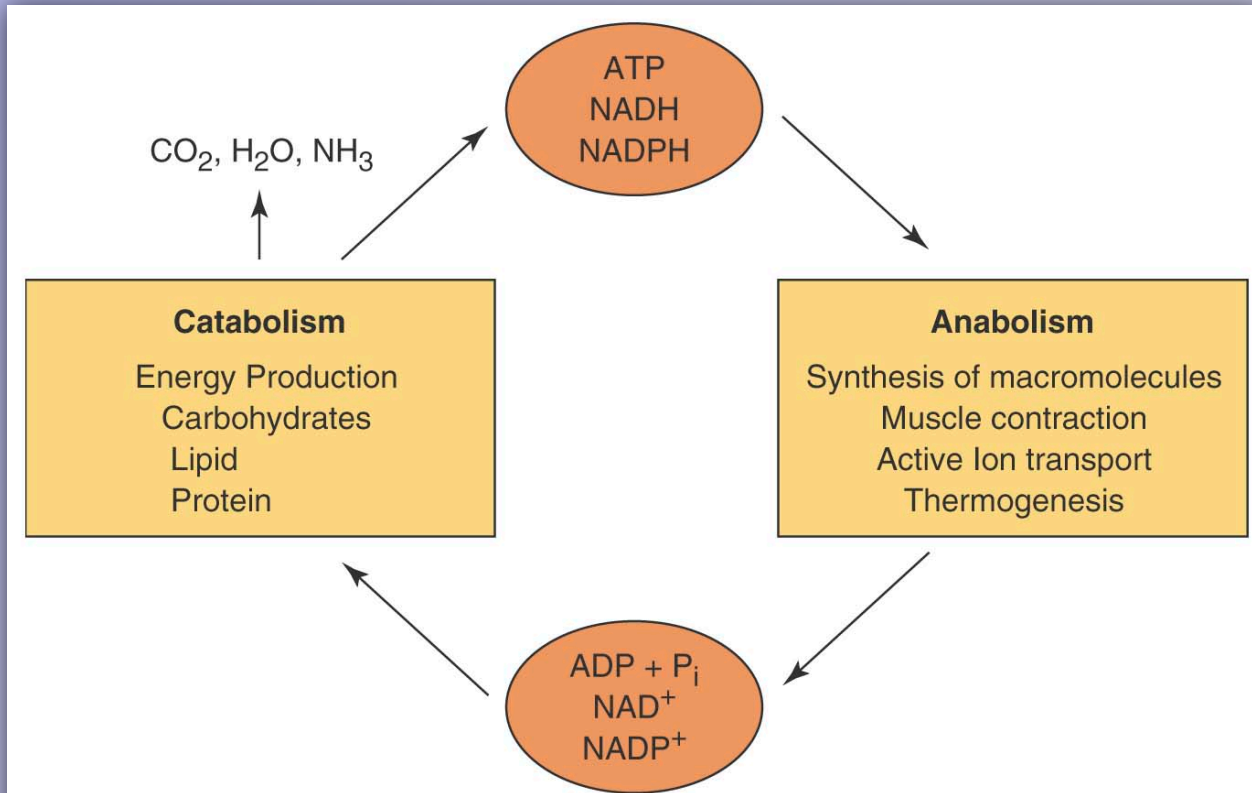 ATP
NADH
NADPH
CO₂, H₂O, NH₃
Catabolism
Energy Production
Carbohydrates
Lipid
Protein
Anabolism
Synthesis of macromolecules
Muscle contraction
Active Ion transport
Thermogenesis
ADP + Pᵢ
NAD⁺
NADP⁺